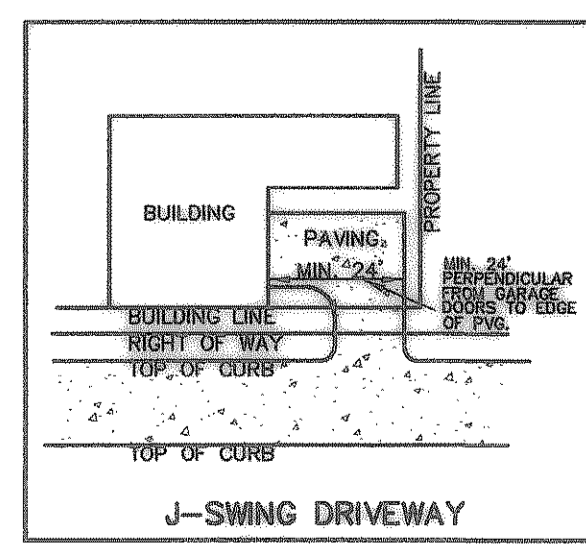 PROPERTY LINE
BUILDING
PAVING
MIN. 24'
MIN. 24'
PERPENDICULAR
FROM GARAGE
DOORS TO EDGE
OF PVG.
BUILDING LINE
RIGHT OF WAY
TOP OF CURB
TOP OF CURB
J-SWING DRIVEWAY